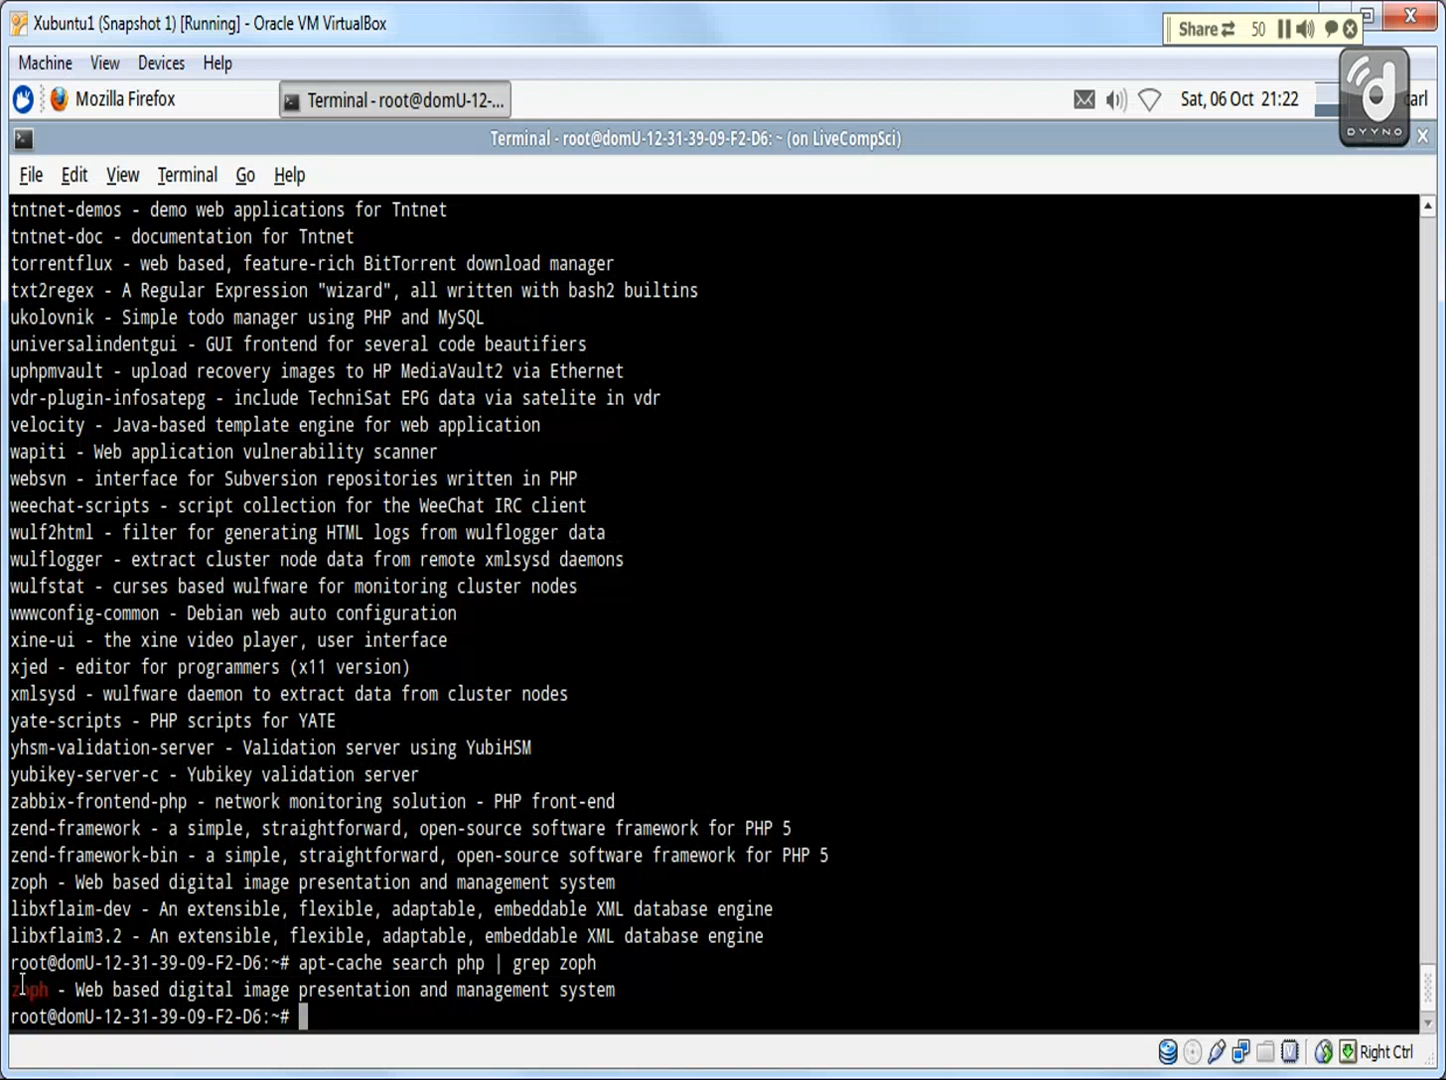 Xubuntu1 (Snapshot 1) [Running] - Oracle VM VirtualBox
Share 50
Machine View Devices Help
Mozilla Firefox Terminal - root@domU-12-... Sat, 06 Oct 21:22 carl
DYYNO
Terminal - root@domU-12-31-39-09-F2-D6: ~ (on LiveCompSci)
File Edit View Terminal Go Help
tntnet-demos - demo web applications for Tntnet
tntnet-doc - documentation for Tntnet
torrentflux - web based, feature-rich BitTorrent download manager
txt2regex - A Regular Expression "wizard", all written with bash2 builtins
ukolovnik - Simple todo manager using PHP and MySQL
universalindentgui - GUI frontend for several code beautifiers
uphpmvault - upload recovery images to HP MediaVault2 via Ethernet
vdr-plugin-infosatepg - include TechniSat EPG data via satelite in vdr
velocity - Java-based template engine for web application
wapiti - Web application vulnerability scanner
websvn - interface for Subversion repositories written in PHP
weechat-scripts - script collection for the WeeChat IRC client
wulf2html - filter for generating HTML logs from wulflogger data
wulflogger - extract cluster node data from remote xmlsysd daemons
wulfstat - curses based wulfware for monitoring cluster nodes
wwwconfig-common - Debian web auto configuration
xine-ui - the xine video player, user interface
xjed - editor for programmers (x11 version)
xmlsysd - wulfware daemon to extract data from cluster nodes
yate-scripts - PHP scripts for YATE
yhsm-validation-server - Validation server using YubiHSM
yubikey-server-c - Yubikey validation server
zabbix-frontend-php - network monitoring solution - PHP front-end
zend-framework - a simple, straightforward, open-source software framework for PHP 5
zend-framework-bin - a simple, straightforward, open-source software framework for PHP 5
zoph - Web based digital image presentation and management system
libxflaim-dev - An extensible, flexible, adaptable, embeddable XML database engine
libxflaim3.2 - An extensible, flexible, adaptable, embeddable XML database engine
root@domU-12-31-39-09-F2-D6:~# apt-cache search php | grep zoph
zoph - Web based digital image presentation and management system
root@domU-12-31-39-09-F2-D6:~#
Right Ctrl